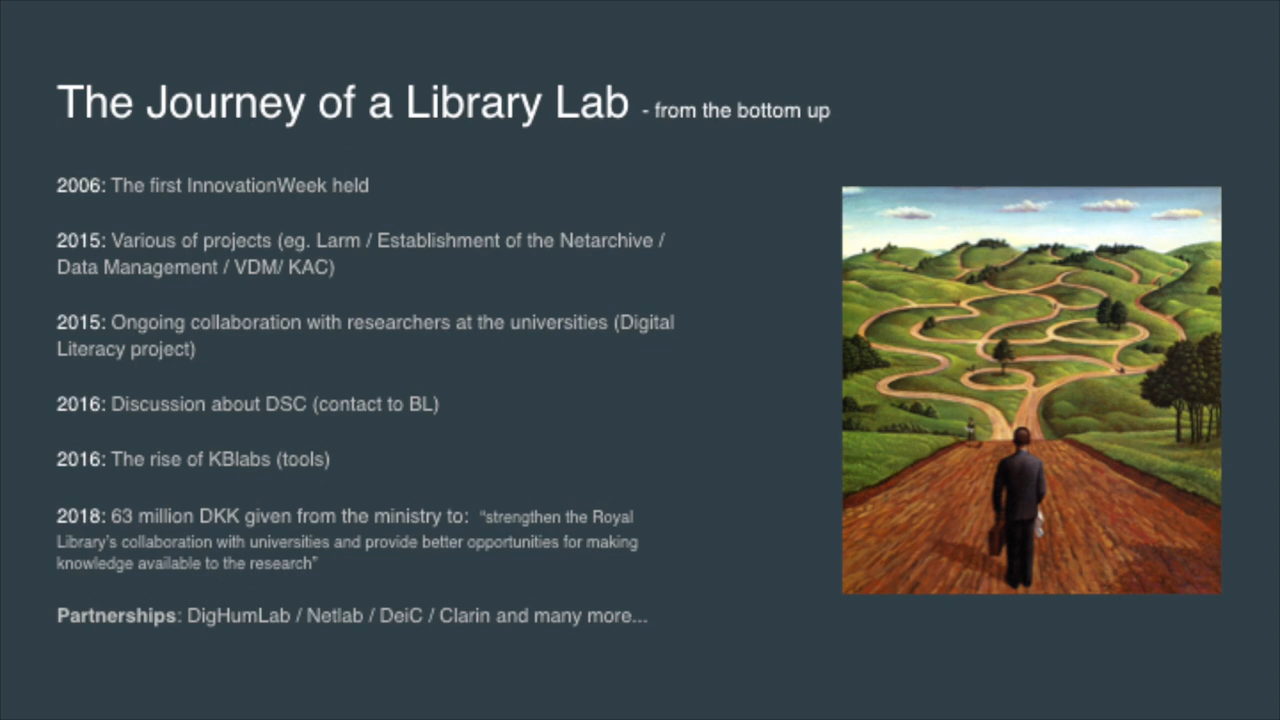 The Journey of a Library Lab - from the bottom up
2006: The first InnovationWeek held
2015: Various of projects (eg. Larm / Establishment of the Netarchive /
Data Management / VDM/ KAC)
2015: Ongoing collaboration with researchers at the universities (Digital
Literacy project)
2016: Discussion about DSC (contact to BL)
2016: The rise of KBlabs (tools)
2018: 63 million DKK given from the ministry to: “strengthen the Royal
Library’s collaboration with universities and provide better opportunities for making
knowledge available to the research”
Partnerships: DigHumLab / Netlab / DeiC / Clarin and many more...